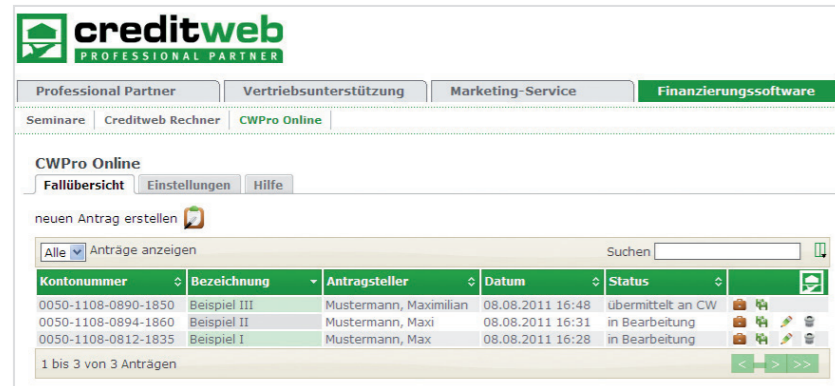 creditweb
PROFESSIONAL PARTNER
Professional Partner Vertriebsunterstützung Marketing-Service Finanzierungssoftware
Seminare Creditweb Rechner CWPro Online
CWPro Online
Fallübersicht Einstellungen Hilfe
neuen Antrag erstellen
Alle Anträge anzeigen Suchen
Kontonummer Bezeichnung Antragsteller Datum Status
0050-1108-0890-1850 Beispiel III Mustermann, Maximilian 08.08.2011 16:48 übermittelt an CW
0050-1108-0894-1860 Beispiel II Mustermann, Maxi 08.08.2011 16:31 in Bearbeitung
0050-1108-0812-1835 Beispiel I Mustermann, Max 08.08.2011 16:28 in Bearbeitung
1 bis 3 von 3 Anträgen < > >>